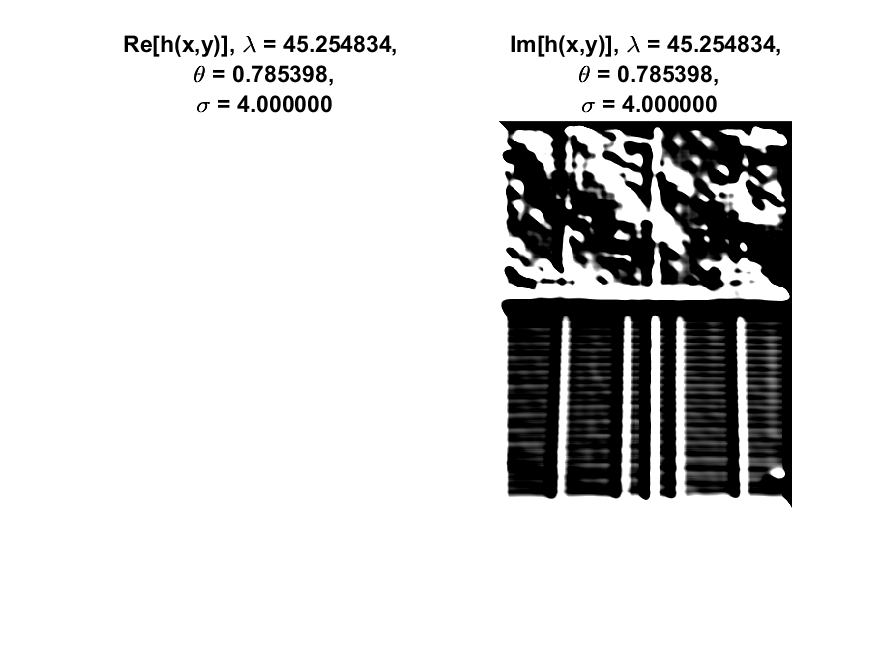 Re[h(x,y)], λ = 45.254834,
θ = 0.785398,
σ = 4.000000
Im[h(x,y)], λ = 45.254834,
θ = 0.785398,
σ = 4.000000